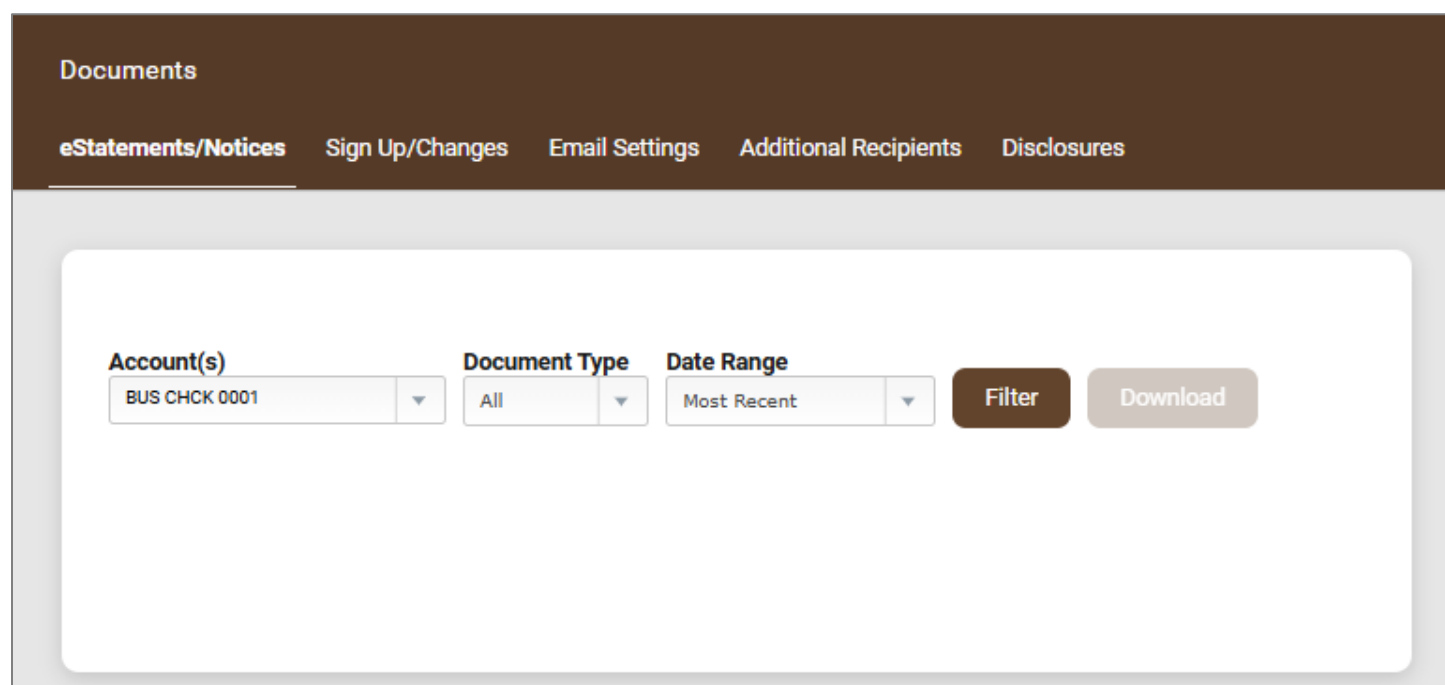 Documents
eStatements/Notices Sign Up/Changes Email Settings Additional Recipients Disclosures
Account(s) Document Type Date Range
BUS CHCK 0001 All Most Recent Filter Download